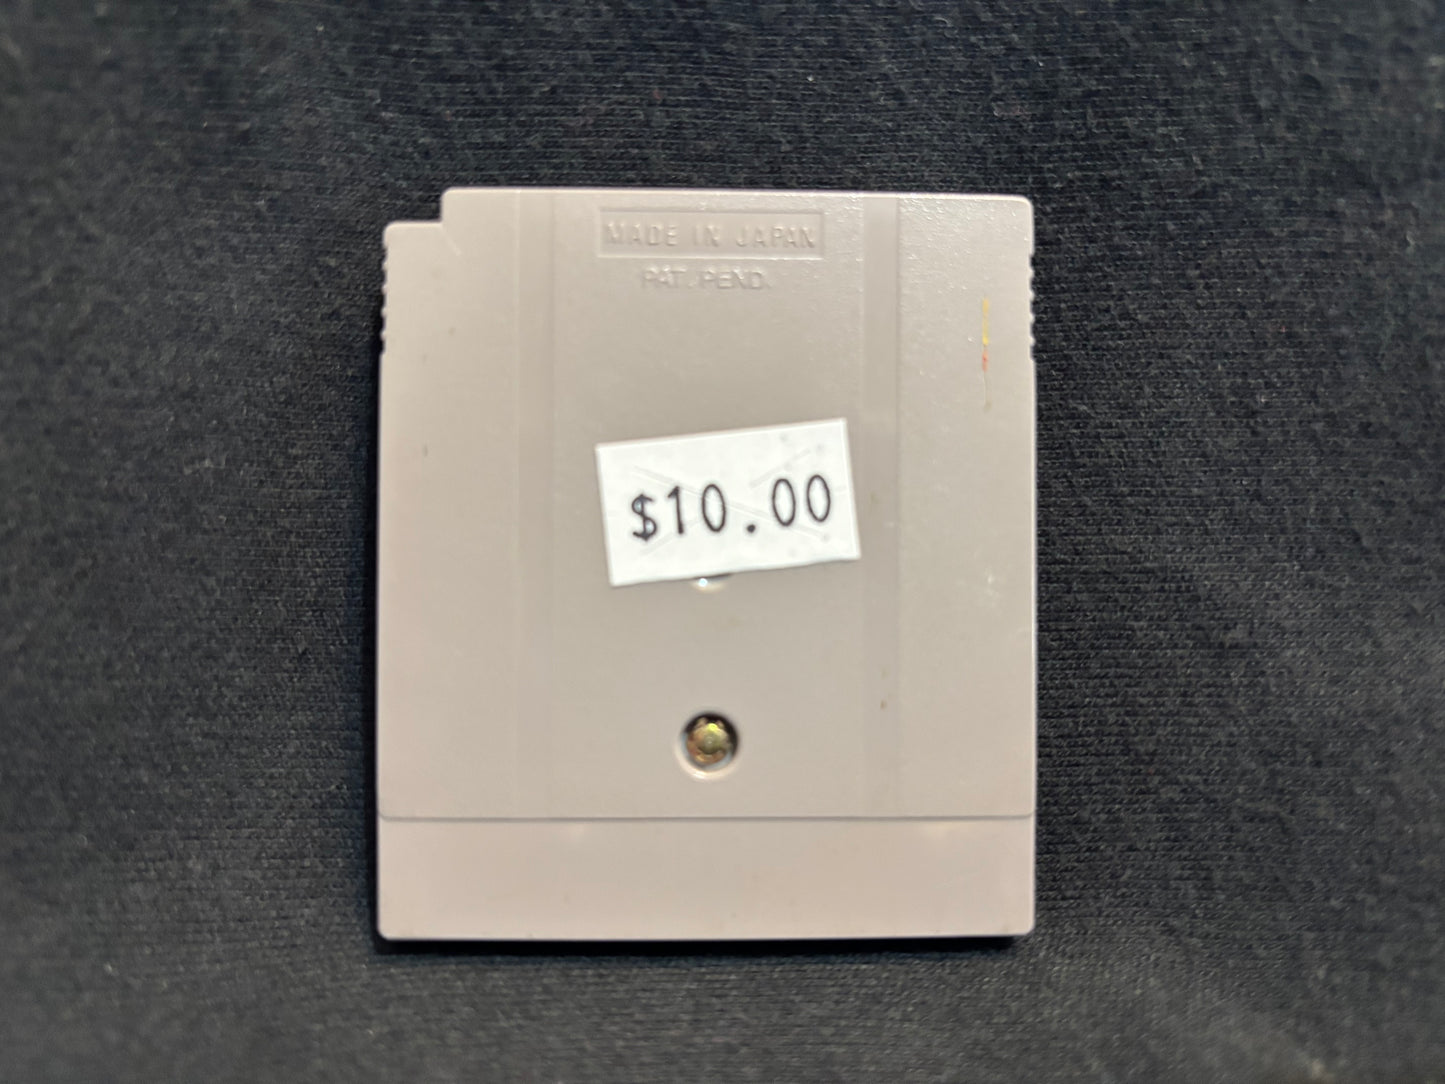 MADE IN JAPAN
PAT. PEND.
$10.00